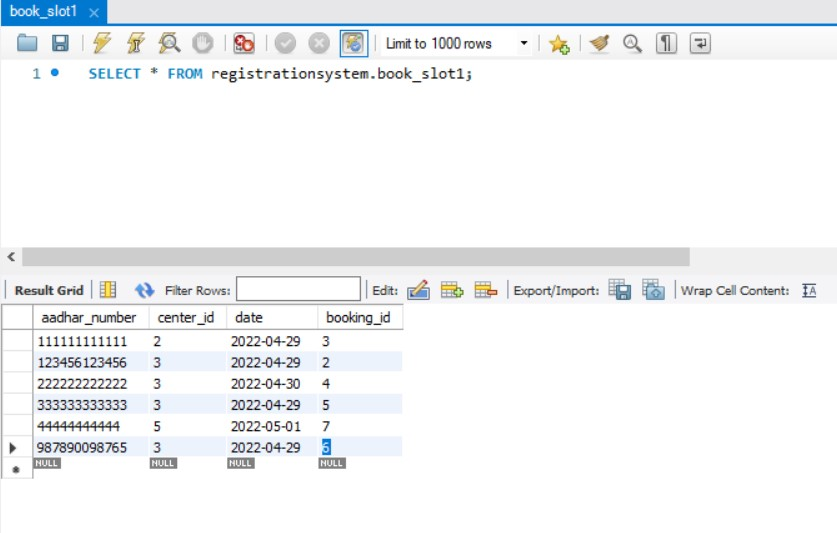 book_slot1
Limit to 1000 rows
1 SELECT * FROM registrationsystem.book_slot1;
Result Grid Filter Rows: Edit: Export/Import: Wrap Cell Content: IA
aadhar_number center_id date booking_id
111111111111 2 2022-04-29 3
123456123456 3 2022-04-29 2
222222222222 3 2022-04-30 4
333333333333 3 2022-04-29 5
44444444444 5 2022-05-01 7
987890098765 3 2022-04-29 6
NULL NULL NULL NULL